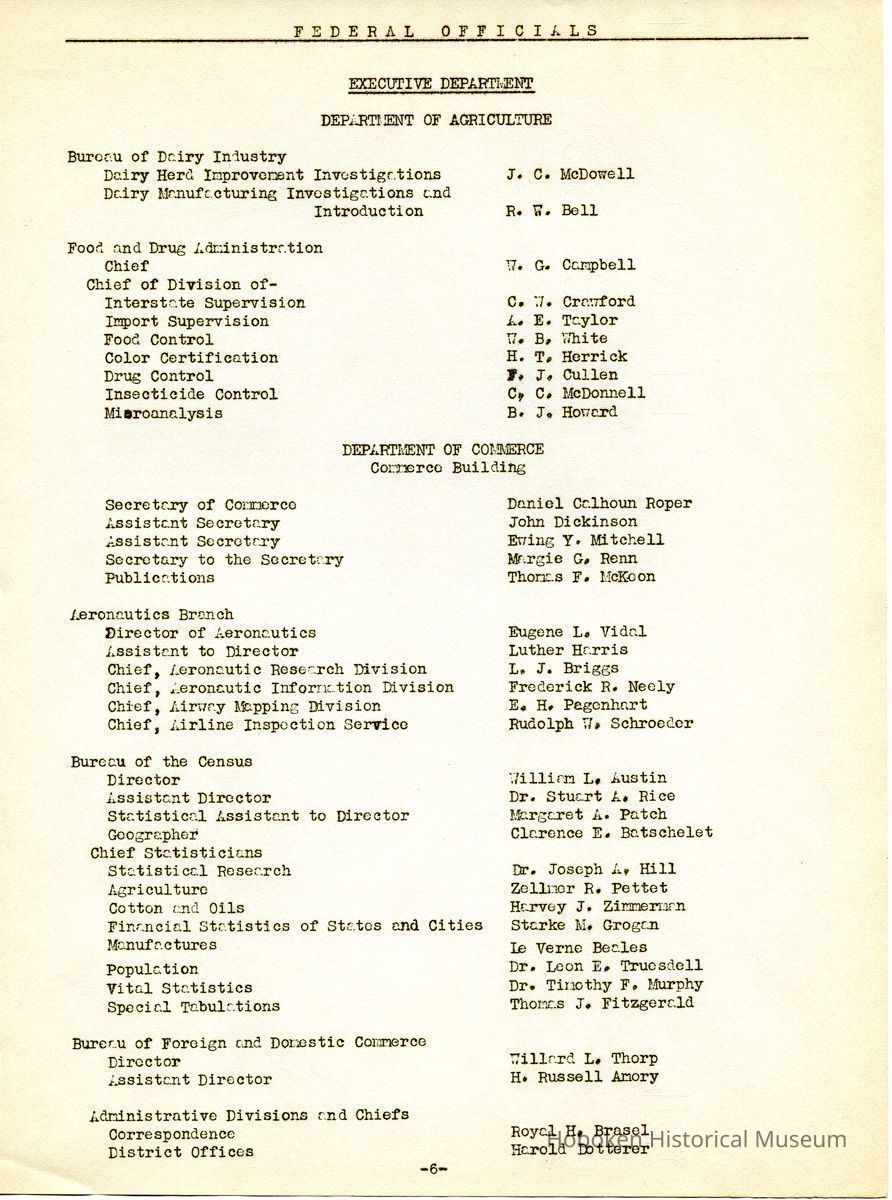 FEDERAL OFFICIALS
EXECUTIVE DEPARTMENT
DEPARTMENT OF AGRICULTURE
Bureau of Dairy Industry
Dairy Herd Improvement Investigations J. C. McDowell
Dairy Manufacturing Investigations and
Introduction R. W. Bell
Food and Drug Administration
Chief W. G. Campbell
Chief of Division of-
Interstate Supervision C. W. Crawford
Import Supervision A. E. Taylor
Food Control W. B. White
Color Certification H. T. Herrick
Drug Control F. J. Cullen
Insecticide Control C, C. McDonnell
Microanalysis B. J. Howard
DEPARTMENT OF COMMERCE
Commerce Building
Secretary of Commerce Daniel Calhoun Roper
Assistant Secretary John Dickinson
Assistant Secretary Ewing Y. Mitchell
Secretary to the Secretary Margie G. Renn
Publications Thomas F. McKeon
Aeronautics Branch
Director of Aeronautics Eugene L. Vidal
Assistant to Director Luther Harris
Chief, Aeronautic Research Division L. J. Briggs
Chief, Aeronautic Information Division Frederick R. Neely
Chief, Airway Mapping Division E. H. Pagenhart
Chief, Airline Inspection Service Rudolph W. Schroeder
Bureau of the Census
Director William L. Austin
Assistant Director Dr. Stuart A. Rice
Statistical Assistant to Director Margaret A. Patch
Geographer Clarence E. Batschelet
Chief Statisticians
Statistical Research Dr. Joseph A, Hill
Agriculture Zellmer R. Pettet
Cotton and Oils Harvey J. Zimmerman
Financial Statistics of States and Cities Starke M. Grogan
Manufactures Le Verne Beales
Population Dr. Leon E. Truesdell
Vital Statistics Dr. Timothy F. Murphy
Special Tabulations Thomas J. Fitzgerald
Bureau of Foreign and Domestic Commerce
Director Willard L. Thorp
Assistant Director H. Russell Amory
Administrative Divisions and Chiefs
Correspondence Royal H. Brasel
District Offices Harold Dotterer
Hoboken Historical Museum
-6-